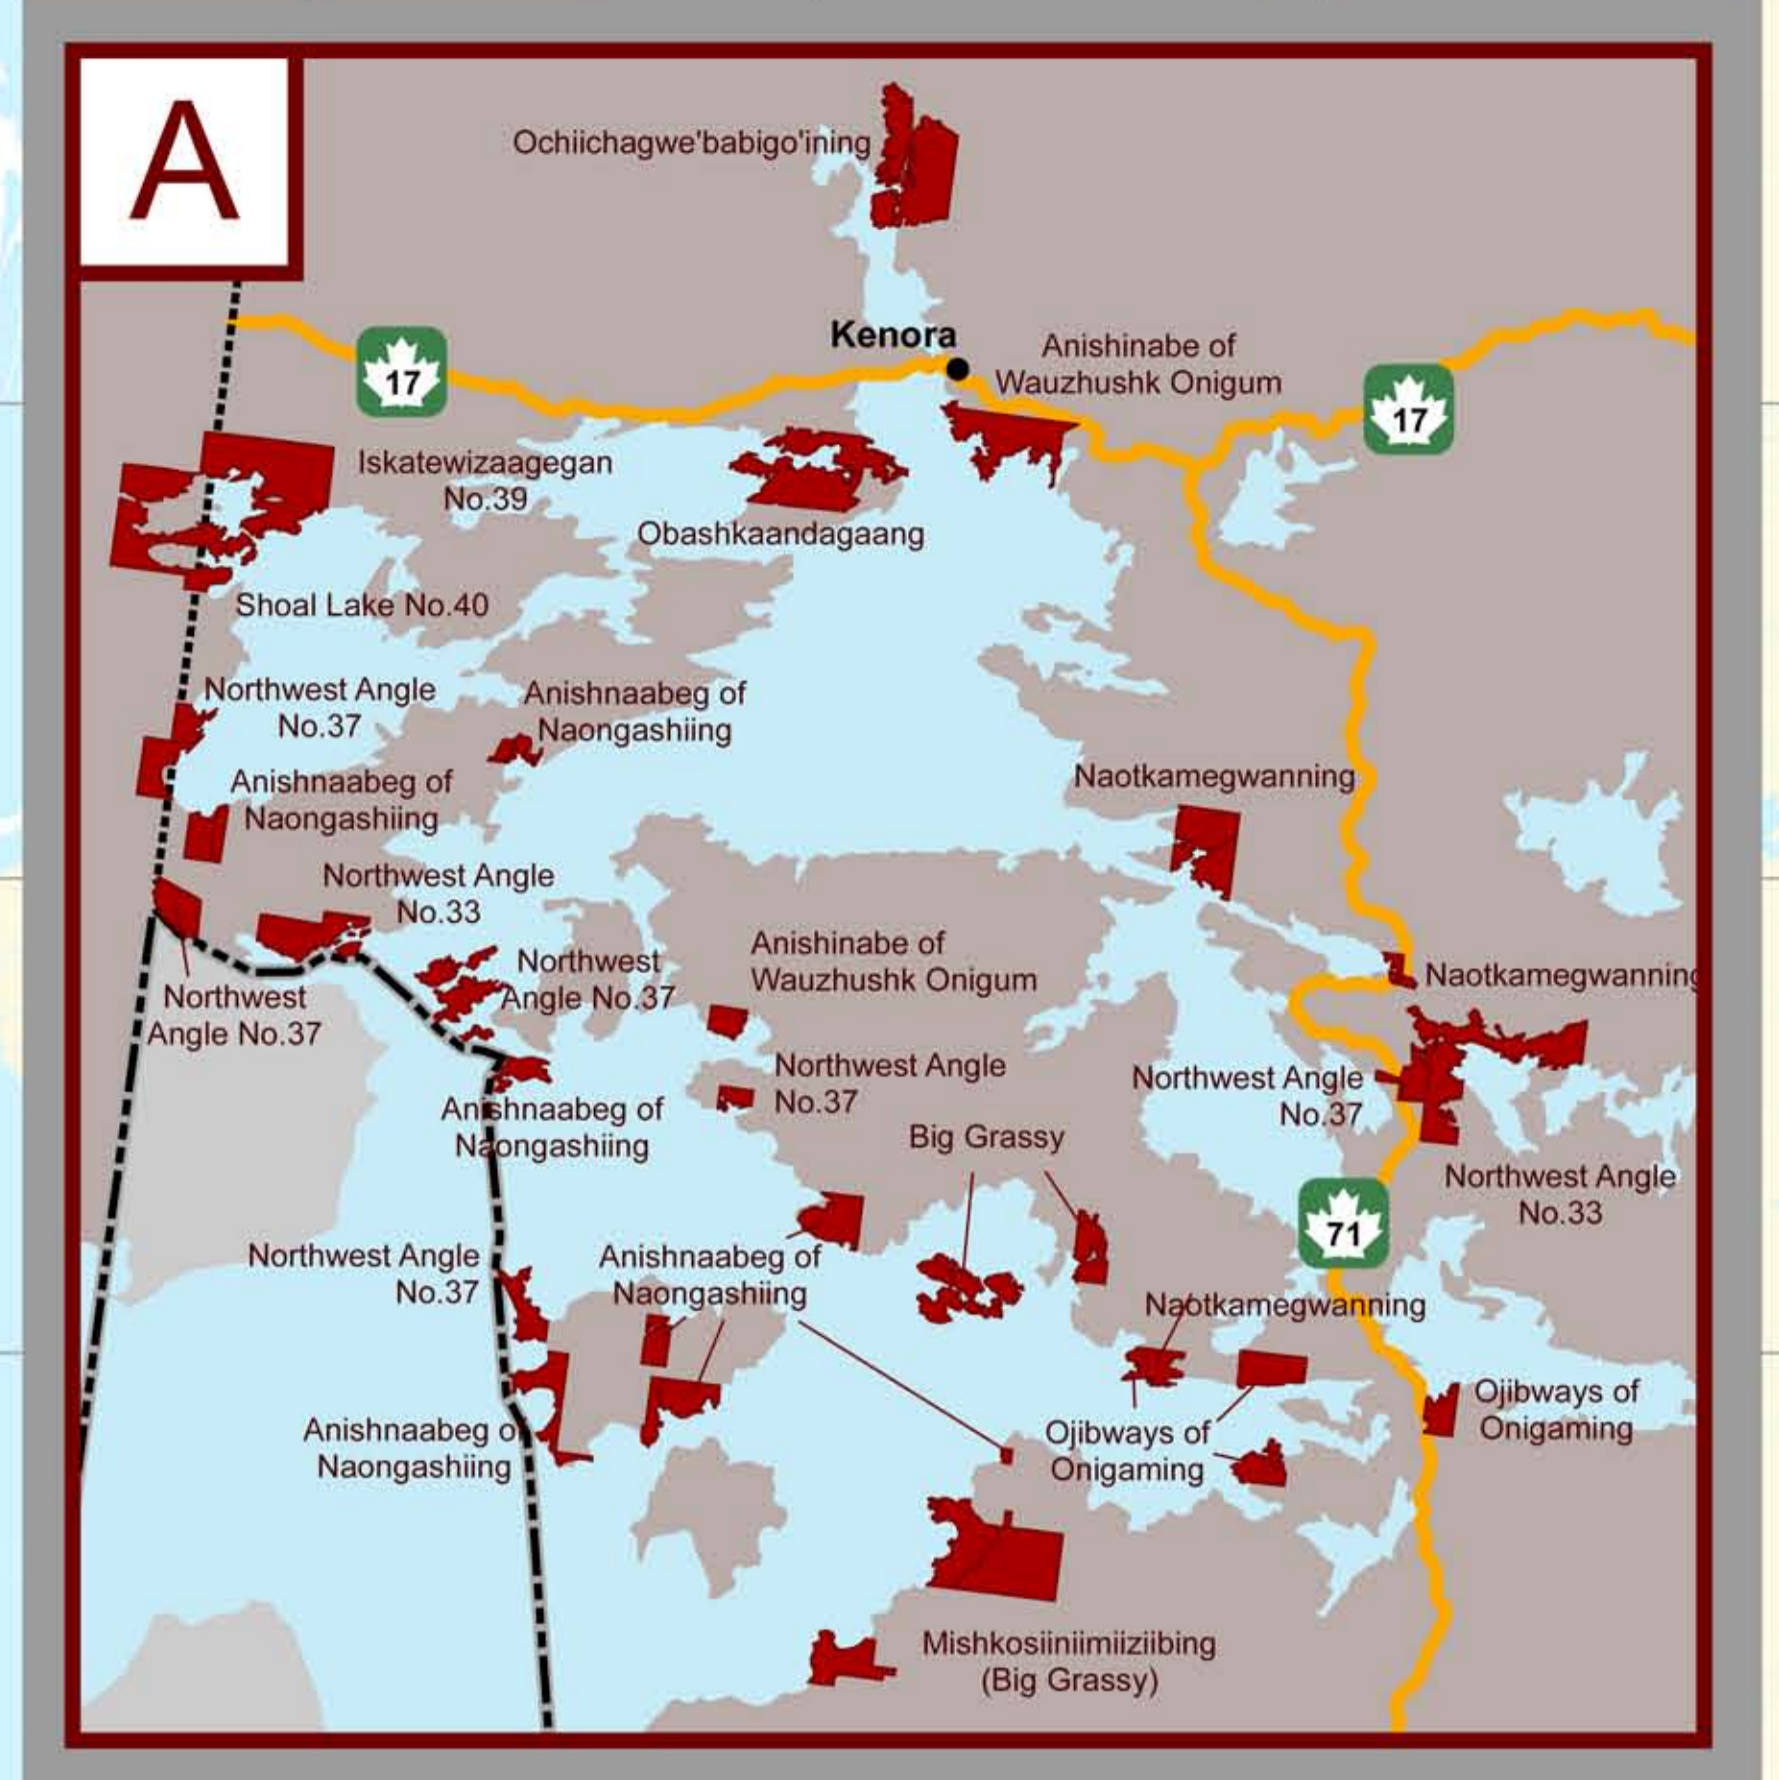 A
Ochiichagwe'babigo'ining
Kenora
Anishinabe of
Wauzhushk Onigum
17
17
Iskatewizaagegan
No.39
Obashkaandagaang
Shoal Lake No.40
Northwest Angle
No.37
Anishnaabeg of
Naongashiing
Anishnaabeg of
Naongashiing
Naotkamegwanning
Northwest Angle
No.33
Northwest
Angle No.37
Anishinabe of
Wauzhushk Onigum
Naotkamegwanning
Northwest
Angle No.37
Northwest Angle
No.37
Northwest Angle
No.37
Anishnaabeg of
Naongashiing
Big Grassy
Northwest Angle
No.33
71
Northwest Angle
No.37
Anishnaabeg of
Naongashiing
Naotkamegwanning
Ojibways of
Onigaming
Anishnaabeg of
Naongashiing
Ojibways of
Onigaming
Mishkosiiniimiiziibing
(Big Grassy)